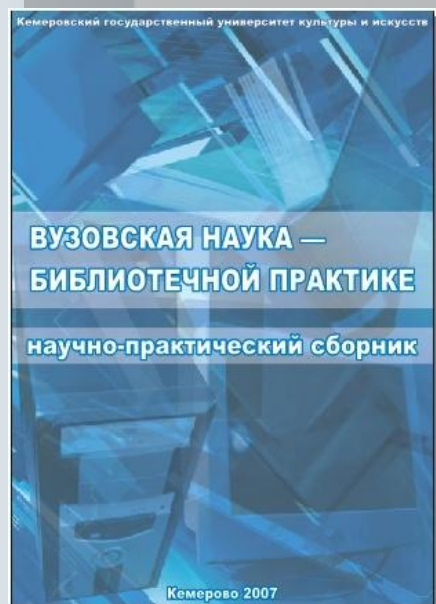 Кемеровский государственный университет культуры и искусств
ВУЗОВСКАЯ НАУКА —
БИБЛИОТЕЧНОЙ ПРАКТИКЕ
научно-практический сборник
Кемерово 2007